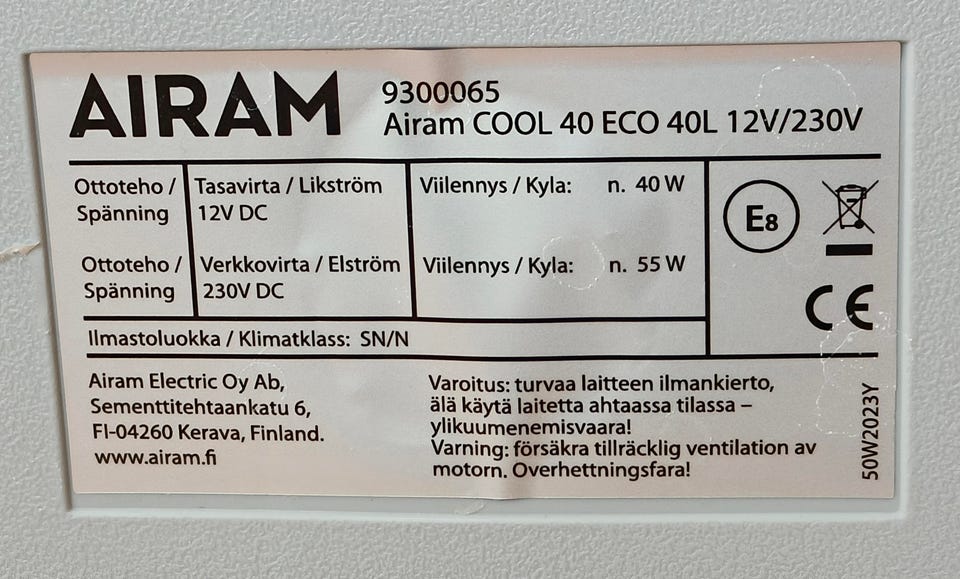 AIRAM
9300065
Airam COOL 40 ECO 40L 12V/230V
Ottoteho / Spänning
Tasavirta / Likström
12V DC
Viilennys / Kyla: n. 40 W
Ottoteho / Spänning
Verkkovirta / Elström
230V DC
Viilennys / Kyla: n. 55 W
E8
CE
Ilmastoluokka / Klimatklass: SN/N
Airam Electric Oy Ab,
Sementtitehtaankatu 6,
FI-04260 Kerava, Finland.
www.airam.fi
Varoitus: turvaa laitteen ilmankierto,
älä käytä laitetta ahtaassa tilassa –
ylikuumenemisvaara!
Varning: försäkra tillräcklig ventilation av
motorn. Overhettningsfara!
50W2023Y